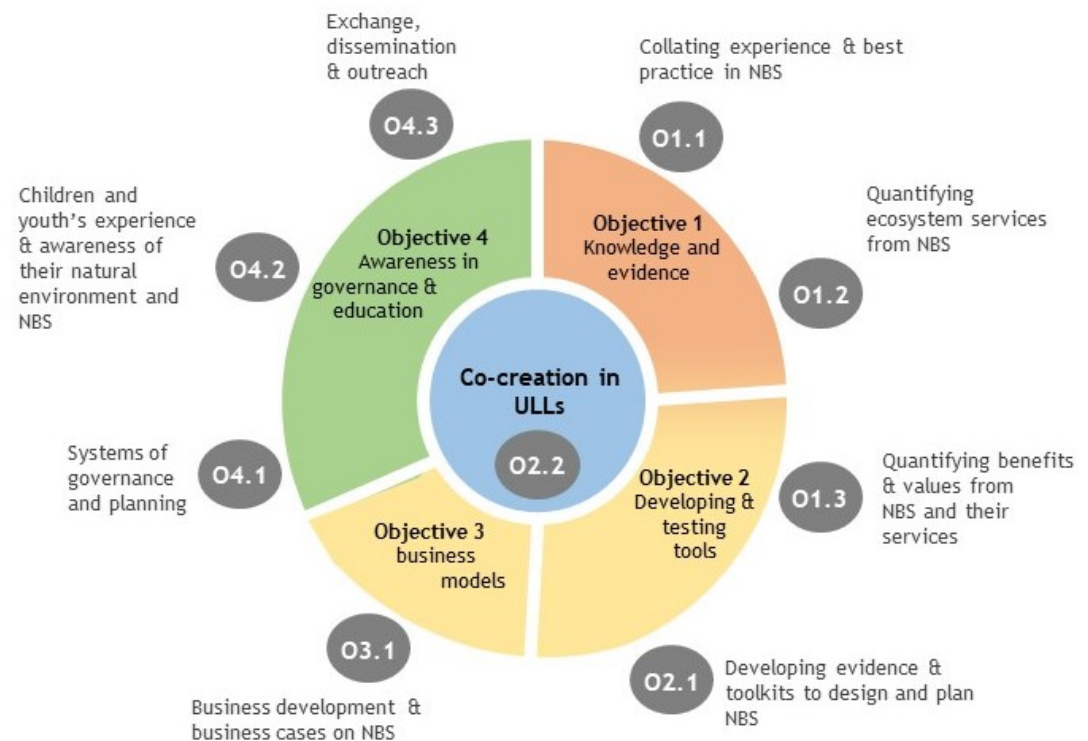 Exchange,
dissemination
& outreach
O4.3
Collating experience & best
practice in NBS
O1.1
Quantifying
ecosystem services
from NBS
O1.2
Children and
youth's experience
& awareness of
their natural
environment and
NBS
O4.2
Objective 4
Awareness in
governance &
education
Objective 1
Knowledge and
evidence
Co-creation in
ULLs
O2.2
Systems of
governance
and planning
O4.1
Objective 3
business
models
Objective 2
Developing &
testing
tools
O1.3
Quantifying benefits
& values from
NBS and their
services
O3.1
Business development &
business cases on NBS
O2.1
Developing evidence &
toolkits to design and plan
NBS